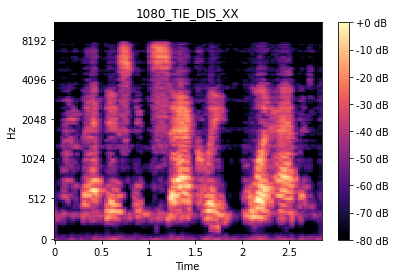 1080_TIE_DIS_XX
+0 dB
8192
-10 dB
4096
-20 dB
-30 dB
2048
Hz
-40 dB
1024
-50 dB
512
-60 dB
-70 dB
0
-80 dB
0 0.5 1 1.5 2 2.5
Time